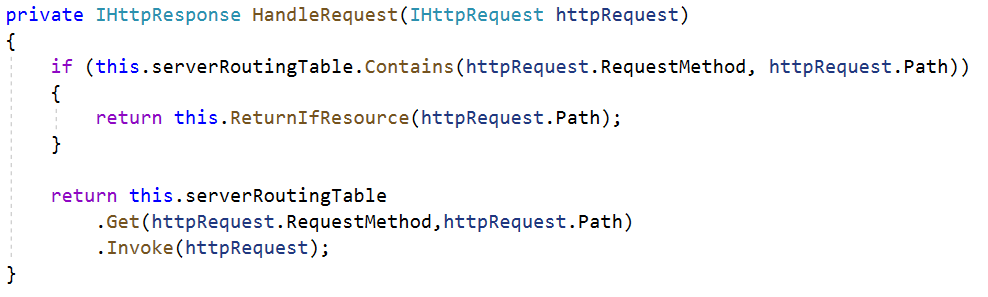 private IHttpResponse HandleRequest(IHttpRequest httpRequest)
{
    if (this.serverRoutingTable.Contains(httpRequest.RequestMethod, httpRequest.Path))
    {
        return this.ReturnIfResource(httpRequest.Path);
    }

    return this.serverRoutingTable
        .Get(httpRequest.RequestMethod,httpRequest.Path)
        .Invoke(httpRequest);
}